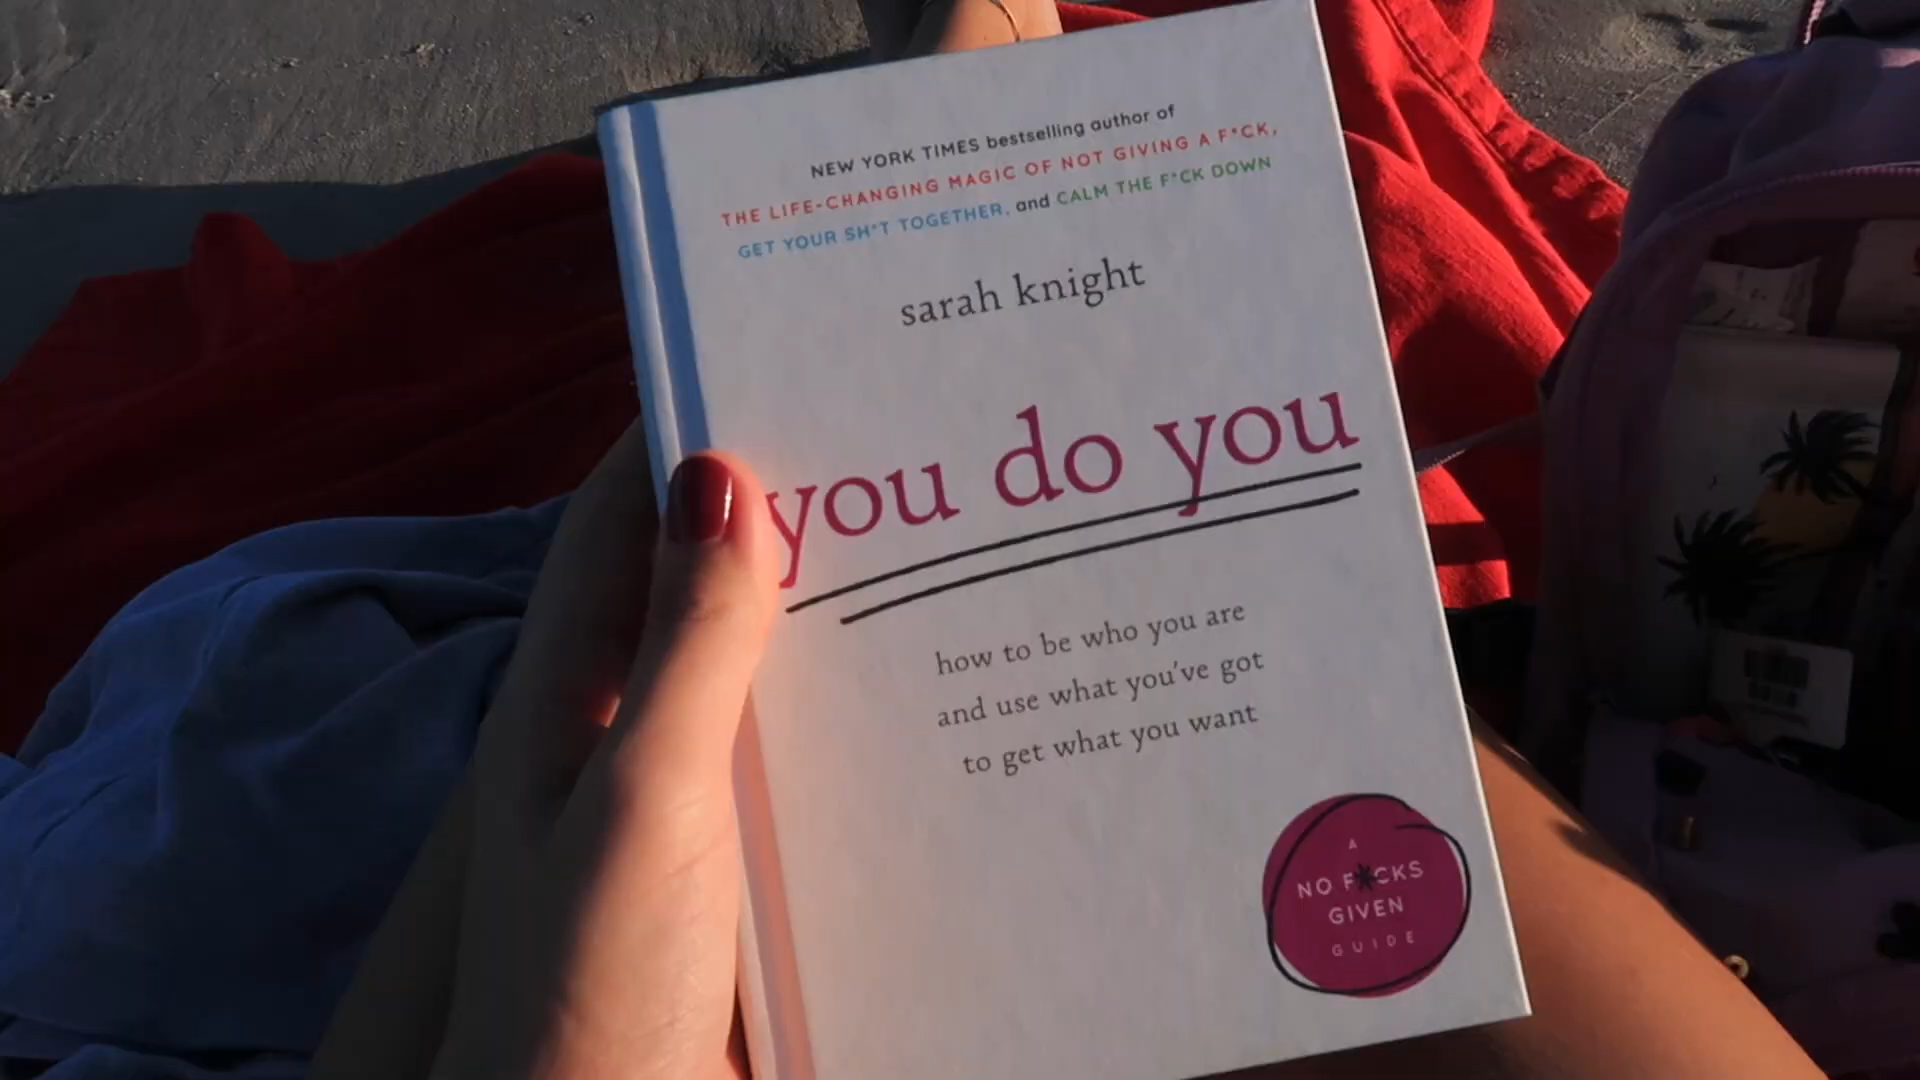 NEW YORK TIMES bestselling author of
THE LIFE-CHANGING MAGIC OF NOT GIVING A F*CK,
GET YOUR SH*T TOGETHER, and CALM THE F*CK DOWN
sarah knight
you do you
how to be who you are
and use what you've got
to get what you want
A
NO F*CKS
GIVEN
GUIDE